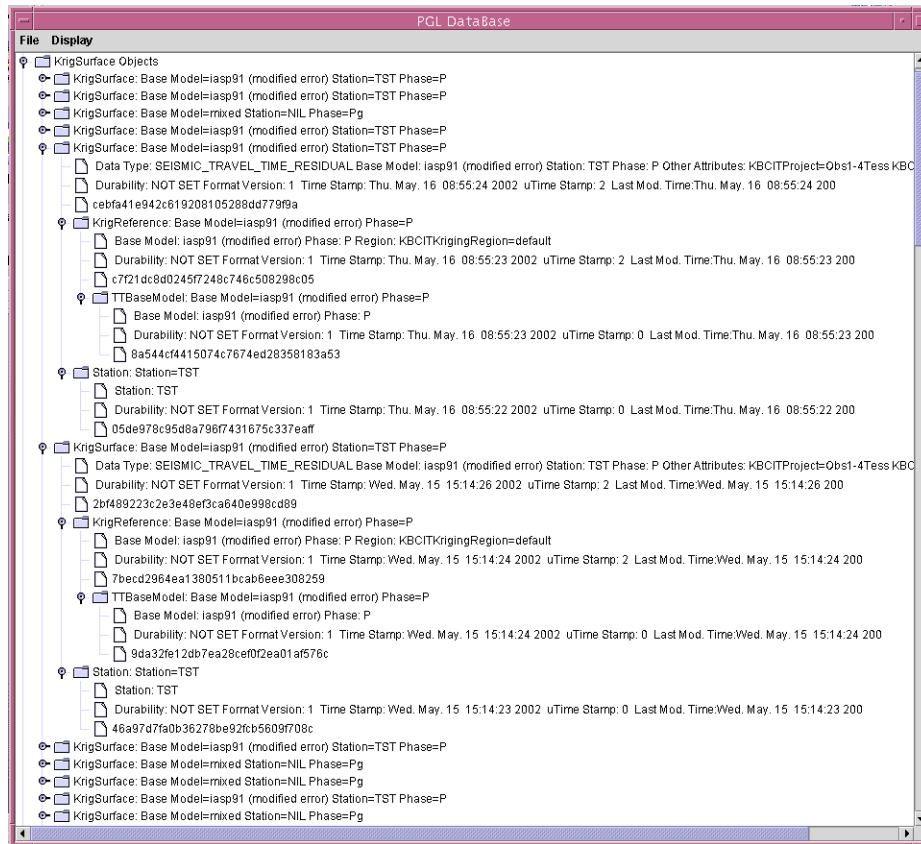 PGL DataBase
File Display
KrigSurface Objects
KrigSurface: Base Model=iasp91 (modified error) Station=TST Phase=P
KrigSurface: Base Model=iasp91 (modified error) Station=TST Phase=P
KrigSurface: Base Model=mixed Station=NIL Phase=Pg
KrigSurface: Base Model=iasp91 (modified error) Station=TST Phase=P
KrigSurface: Base Model=iasp91 (modified error) Station=TST Phase=P
Data Type: SEISMIC_TRAVEL_TIME_RESIDUAL Base Model: iasp91 (modified error) Station: TST Phase: P Other Attributes: KBCITProject=Obs1-4Tess KBC
Durability: NOT SET Format Version: 1 Time Stamp: Thu. May. 16 08:55:24 2002 uTime Stamp: 2 Last Mod. Time:Thu. May. 16 08:55:24 200
cebfa41e942c619208105288dd779f9a
KrigReference: Base Model=iasp91 (modified error) Phase=P
Base Model: iasp91 (modified error) Phase: P Region: KBCITKrigingRegion=default
Durability: NOT SET Format Version: 1 Time Stamp: Thu. May. 16 08:55:23 2002 uTime Stamp: 2 Last Mod. Time:Thu. May. 16 08:55:23 200
c7f21dc8d0245f7248c746c508298c05
TTBaseModel: Base Model=iasp91 (modified error) Phase=P
Base Model: iasp91 (modified error) Phase: P
Durability: NOT SET Format Version: 1 Time Stamp: Thu. May. 16 08:55:23 2002 uTime Stamp: 0 Last Mod. Time:Thu. May. 16 08:55:23 200
8a544cf4415074c7674ed28358183a53
Station: Station=TST
Station: TST
Durability: NOT SET Format Version: 1 Time Stamp: Thu. May. 16 08:55:22 2002 uTime Stamp: 0 Last Mod. Time:Thu. May. 16 08:55:22 200
05de978c95d8a796f7431675c337eaff
KrigSurface: Base Model=iasp91 (modified error) Station=TST Phase=P
Data Type: SEISMIC_TRAVEL_TIME_RESIDUAL Base Model: iasp91 (modified error) Station: TST Phase: P Other Attributes: KBCITProject=Obs1-4Tess KBC
Durability: NOT SET Format Version: 1 Time Stamp: Wed. May. 15 15:14:26 2002 uTime Stamp: 2 Last Mod. Time:Wed. May. 15 15:14:26 200
2bf489223c2e3e48ef3ca640e998cd89
KrigReference: Base Model=iasp91 (modified error) Phase=P
Base Model: iasp91 (modified error) Phase: P Region: KBCITKrigingRegion=default
Durability: NOT SET Format Version: 1 Time Stamp: Wed. May. 15 15:14:24 2002 uTime Stamp: 2 Last Mod. Time:Wed. May. 15 15:14:24 200
7becd2964ea1380511bcab6eee308259
TTBaseModel: Base Model=iasp91 (modified error) Phase=P
Base Model: iasp91 (modified error) Phase: P
Durability: NOT SET Format Version: 1 Time Stamp: Wed. May. 15 15:14:24 2002 uTime Stamp: 0 Last Mod. Time:Wed. May. 15 15:14:24 200
9da32fe12db7ea28cef0f2ea01af576c
Station: Station=TST
Station: TST
Durability: NOT SET Format Version: 1 Time Stamp: Wed. May. 15 15:14:23 2002 uTime Stamp: 0 Last Mod. Time:Wed. May. 15 15:14:23 200
46a97d7fa0b36278be92fcb5609f708c
KrigSurface: Base Model=iasp91 (modified error) Station=TST Phase=P
KrigSurface: Base Model=mixed Station=NIL Phase=Pg
KrigSurface: Base Model=mixed Station=NIL Phase=Pg
KrigSurface: Base Model=iasp91 (modified error) Station=TST Phase=P
KrigSurface: Base Model=mixed Station=NIL Phase=Pg